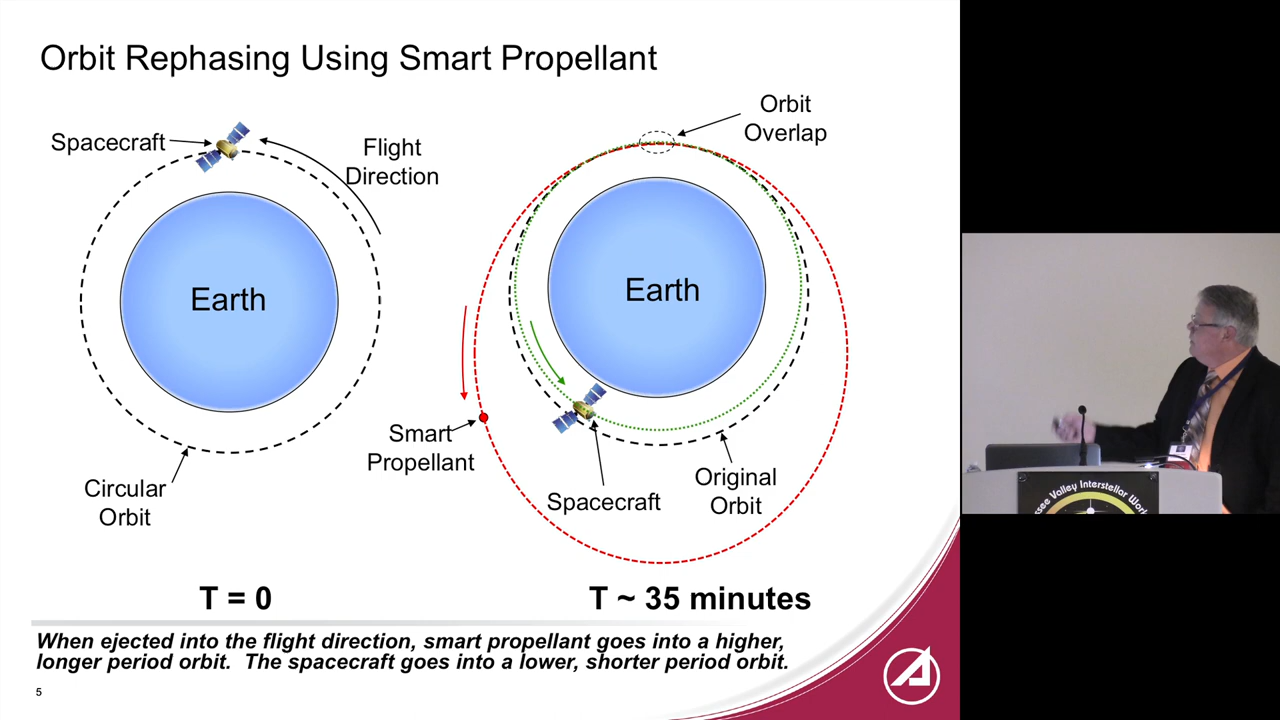 Orbit Rephasing Using Smart Propellant
Spacecraft
Flight
Direction
Earth
Circular
Orbit
T = 0
Orbit
Overlap
Earth
Smart
Propellant
Spacecraft
Original
Orbit
T ~ 35 minutes
When ejected into the flight direction, smart propellant goes into a higher,
longer period orbit. The spacecraft goes into a lower, shorter period orbit.
5
Valley Interstellar